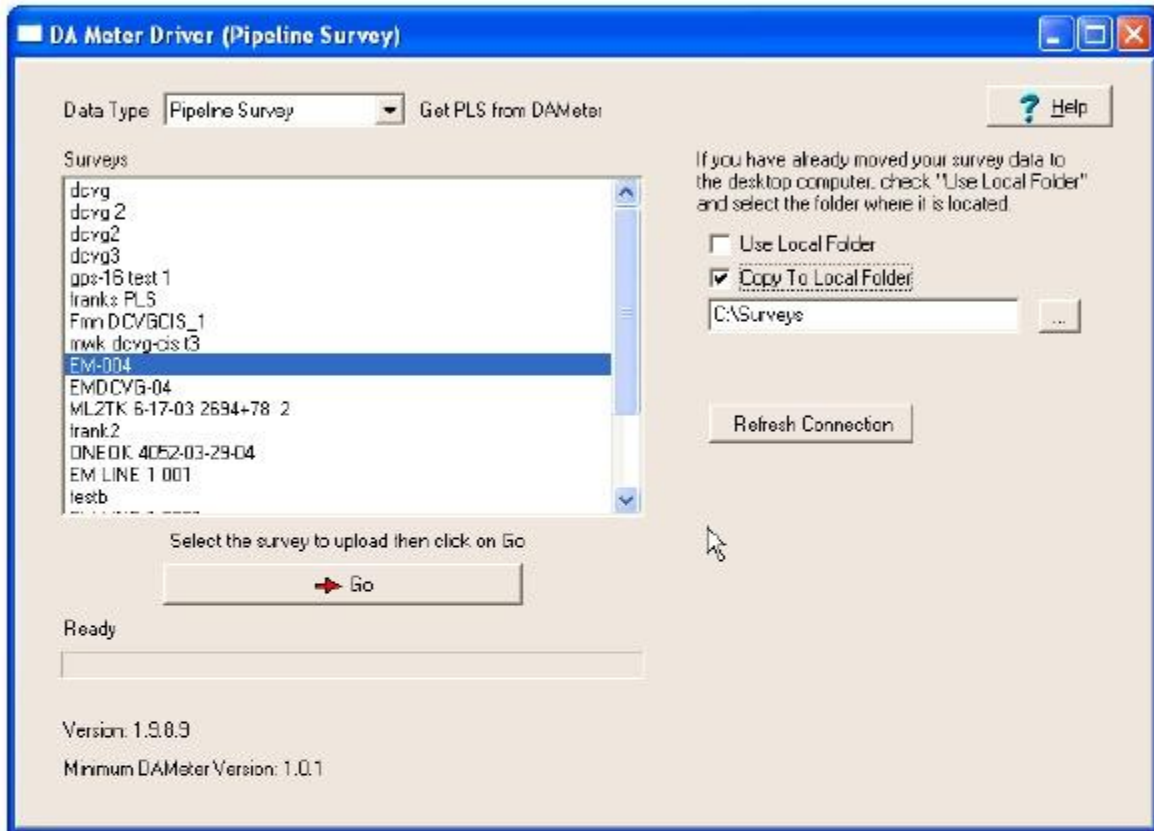 DA Meter Driver (Pipeline Survey)
Data Type Pipeline Survey Get PLS from DAMeter
? Help
Surveys
dcvg
dcvg 2
dcvg2
dcvg3
gps-16 test 1
franks PLS
Fmn DCVGCIS_1
mwk dcvg-cis t3
EM-004
EMDCVG-04
ML2TK 6-17-03 2694+78 2
frank2
ONEOK 4052-03-29-04
EM LINE 1 001
testb
If you have already moved your survey data to
the desktop computer, check "Use Local Folder"
and select the folder where it is located.
Use Local Folder
Copy To Local Folder
C:\Surveys
...
Refresh Connection
Select the survey to upload then click on Go
Go
Ready
Version: 1.9.8.9
Minimum DAMeter Version: 1.0.1